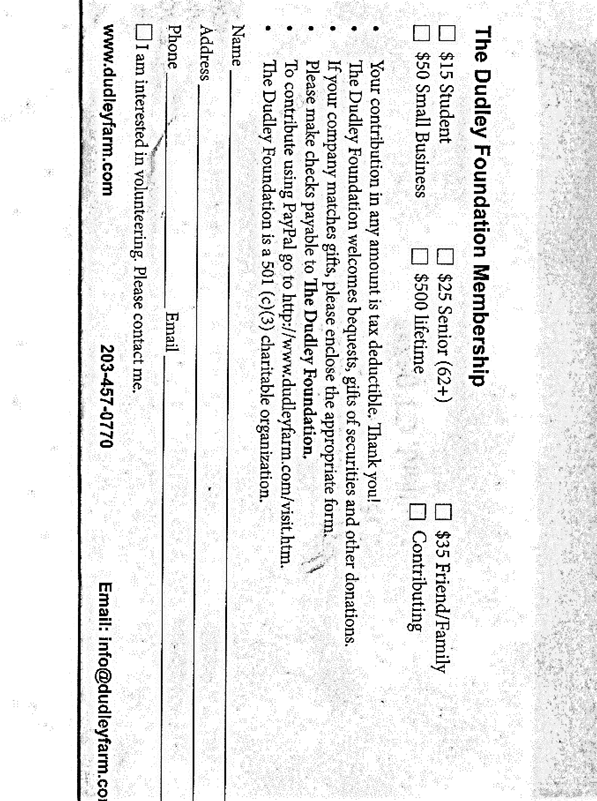 The Dudley Foundation Membership
☐ $15 Student ☐ $25 Senior (62+) ☐ $35 Friend/Family
☐ $50 Small Business ☐ $500 lifetime ☐ Contributing
• Your contribution in any amount is tax deductible. Thank you!
• The Dudley Foundation welcomes bequests, gifts of securities and other donations.
• If your company matches gifts, please enclose the appropriate form.
• Please make checks payable to The Dudley Foundation.
• To contribute using PayPal go to http://www.dudleyfarm.com/visit.htm.
• The Dudley Foundation is a 501 (c)(3) charitable organization.
Name
Address
Phone Email
☐ I am interested in volunteering. Please contact me.
www.dudleyfarm.com 203-457-0770 Email: info@dudleyfarm.co